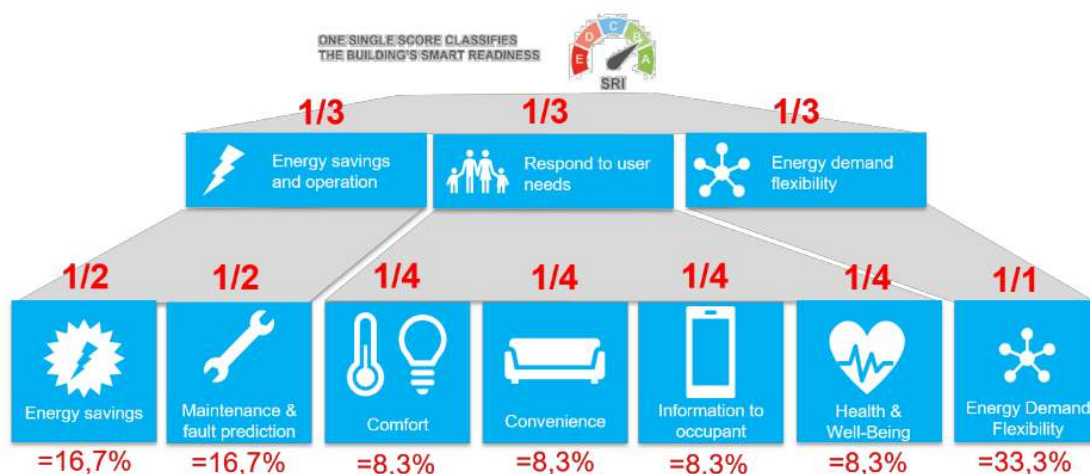 ONE SINGLE SCORE CLASSIFIES
THE BUILDING'S SMART READINESS
E D C B A
SRI
1/3 1/3 1/3
Energy savings
and operation
Respond to user
needs
Energy demand
flexibility
1/2 1/2 1/4 1/4 1/4 1/4 1/1
Energy savings
Maintenance &
fault prediction
Comfort
Convenience
Information to
occupant
Health &
Well-Being
Energy Demand
Flexibility
=16,7% =16,7% =8,3% =8,3% =8,3% =8,3% =33,3%